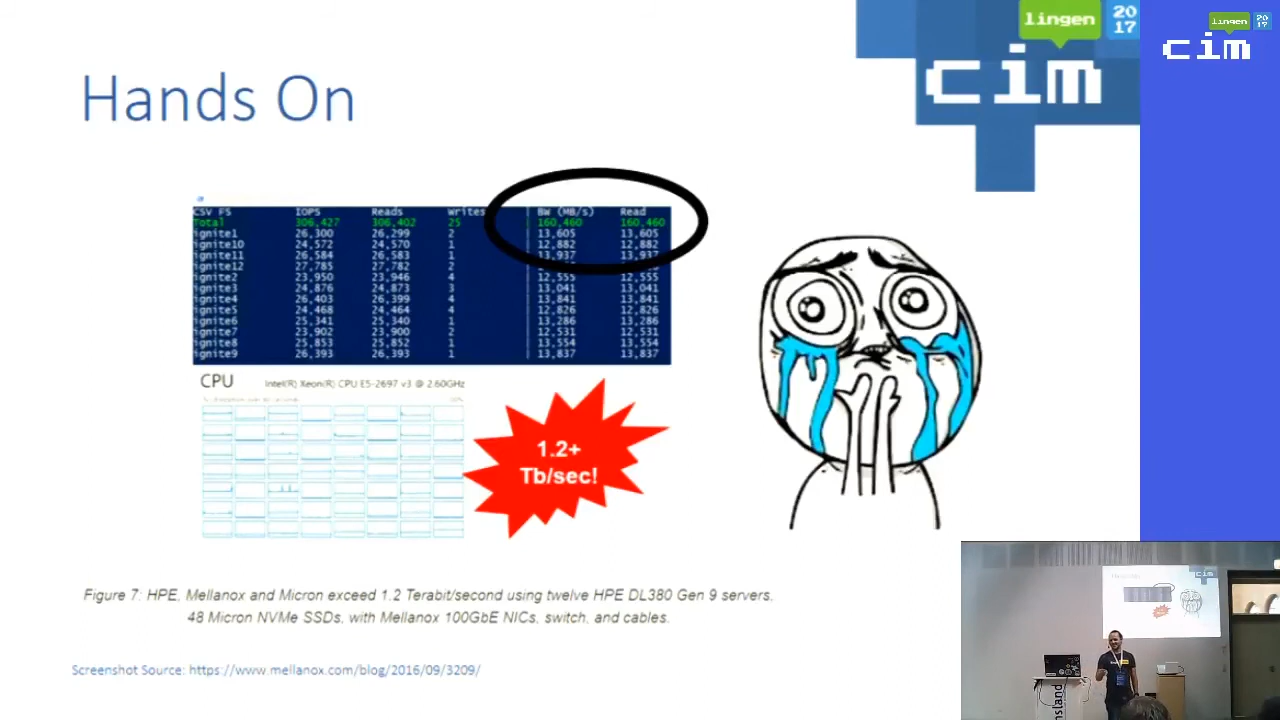 Hands On
lingen
20
17
cim
lingen
20
17
cim
CSV FS IOPS Reads Writes | BW (MB/s) Read
Total 306,427 306,402 25 | 160,460 160,460
ignite1 26,300 26,299 2 | 13,605 13,605
ignite10 24,572 24,570 1 | 12,882 12,882
ignite11 26,584 26,583 1 | 13,937 13,937
ignite12 27,785 27,782 2
ignite2 23,950 23,946 4 | 12,555 12,555
ignite3 24,876 24,873 3 | 13,041 13,041
ignite4 26,403 26,399 4 | 13,841 13,841
ignite5 24,468 24,464 4 | 12,826 12,826
ignite6 25,341 25,340 1 | 13,286 13,286
ignite7 23,902 23,900 2 | 12,531 12,531
ignite8 25,853 25,852 1 | 13,554 13,554
ignite9 26,393 26,393 1 | 13,837 13,837
CPU Intel(R) Xeon(R) CPU E5-2697 v3 @ 2.60GHz
1.2+
Tb/sec!
Figure 7: HPE, Mellanox and Micron exceed 1.2 Terabit/second using twelve HPE DL380 Gen 9 servers,
48 Micron NVMe SSDs, with Mellanox 100GbE NICs, switch, and cables.
Screenshot Source: https://www.mellanox.com/blog/2016/09/3209/
cim